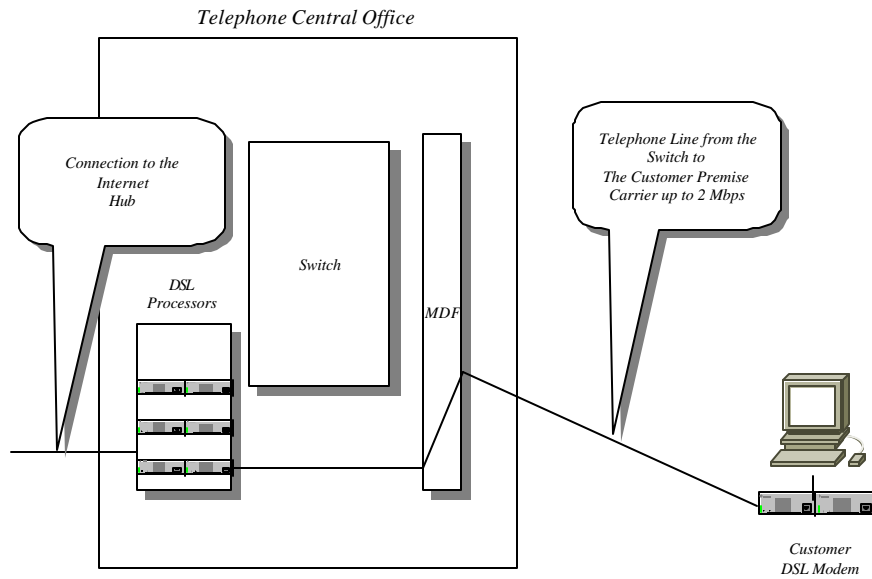 Telephone Central Office
Connection to the
Internet
Hub
Telephone Line from the
Switch to
The Customer Premise
Carrier up to 2 Mbps
Switch
DSL
Processors
MDF
Customer
DSL Modem